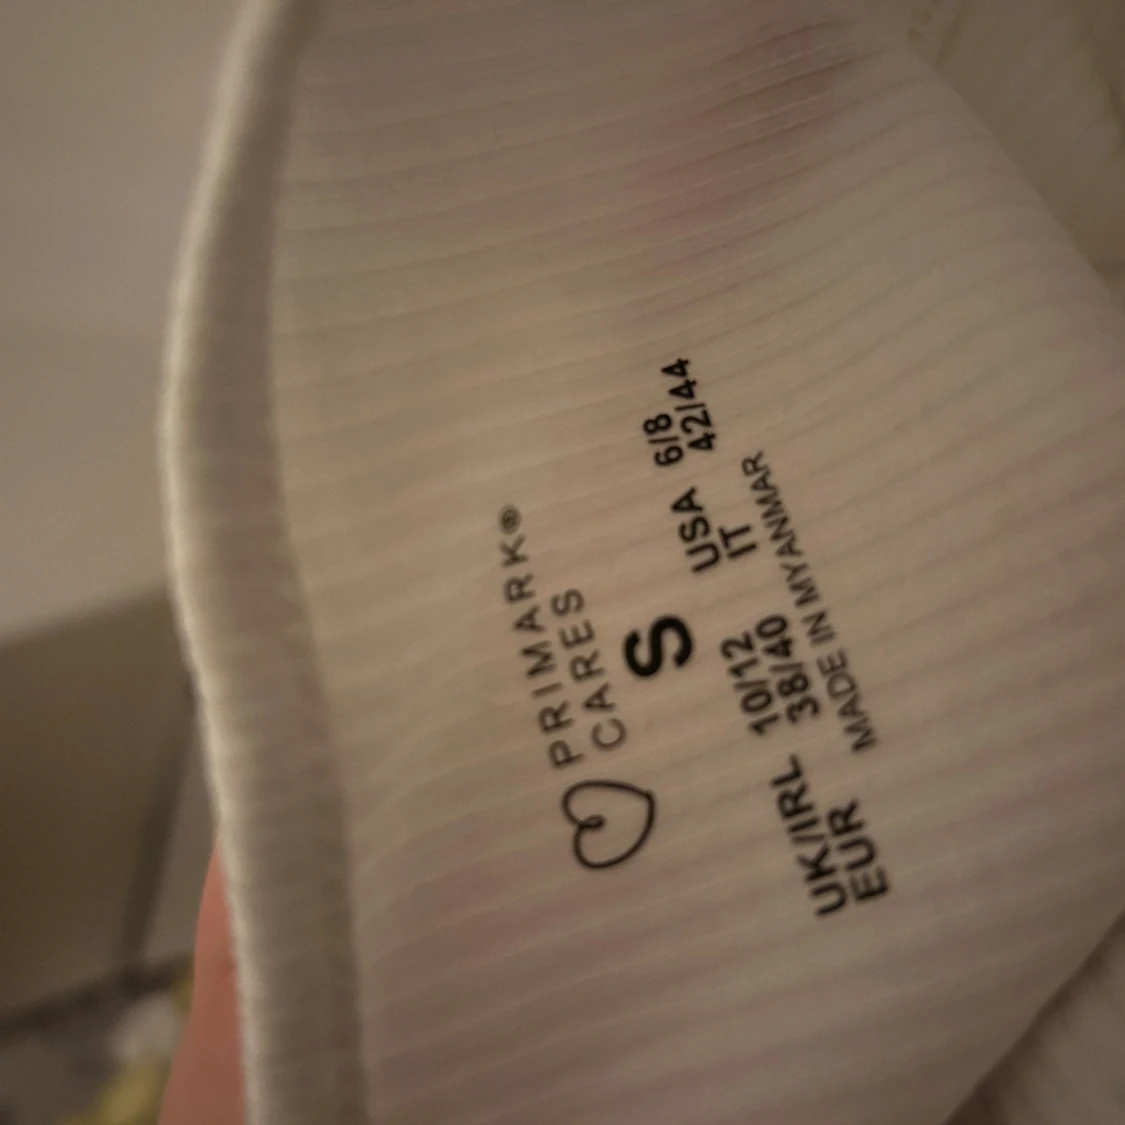 PRIMARK®
CARES
S
UK/IRL 10/12 USA 6/8
EUR 38/40 IT 42/44
MADE IN MYANMAR